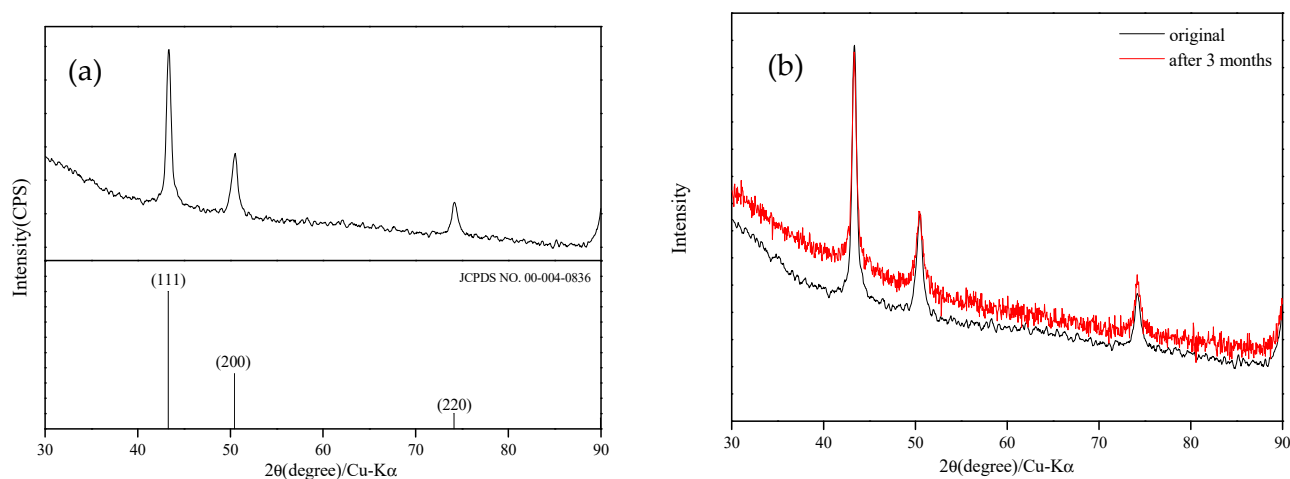 (a)
Intensity(CPS)
(111)
JCPDS NO. 00-004-0836
(200)
(220)
30 40 50 60 70 80 90
2θ(degree)/Cu-Kα
(b)
original
after 3 months
Intensity
30 40 50 60 70 80 90
2θ(degree)/Cu-Kα